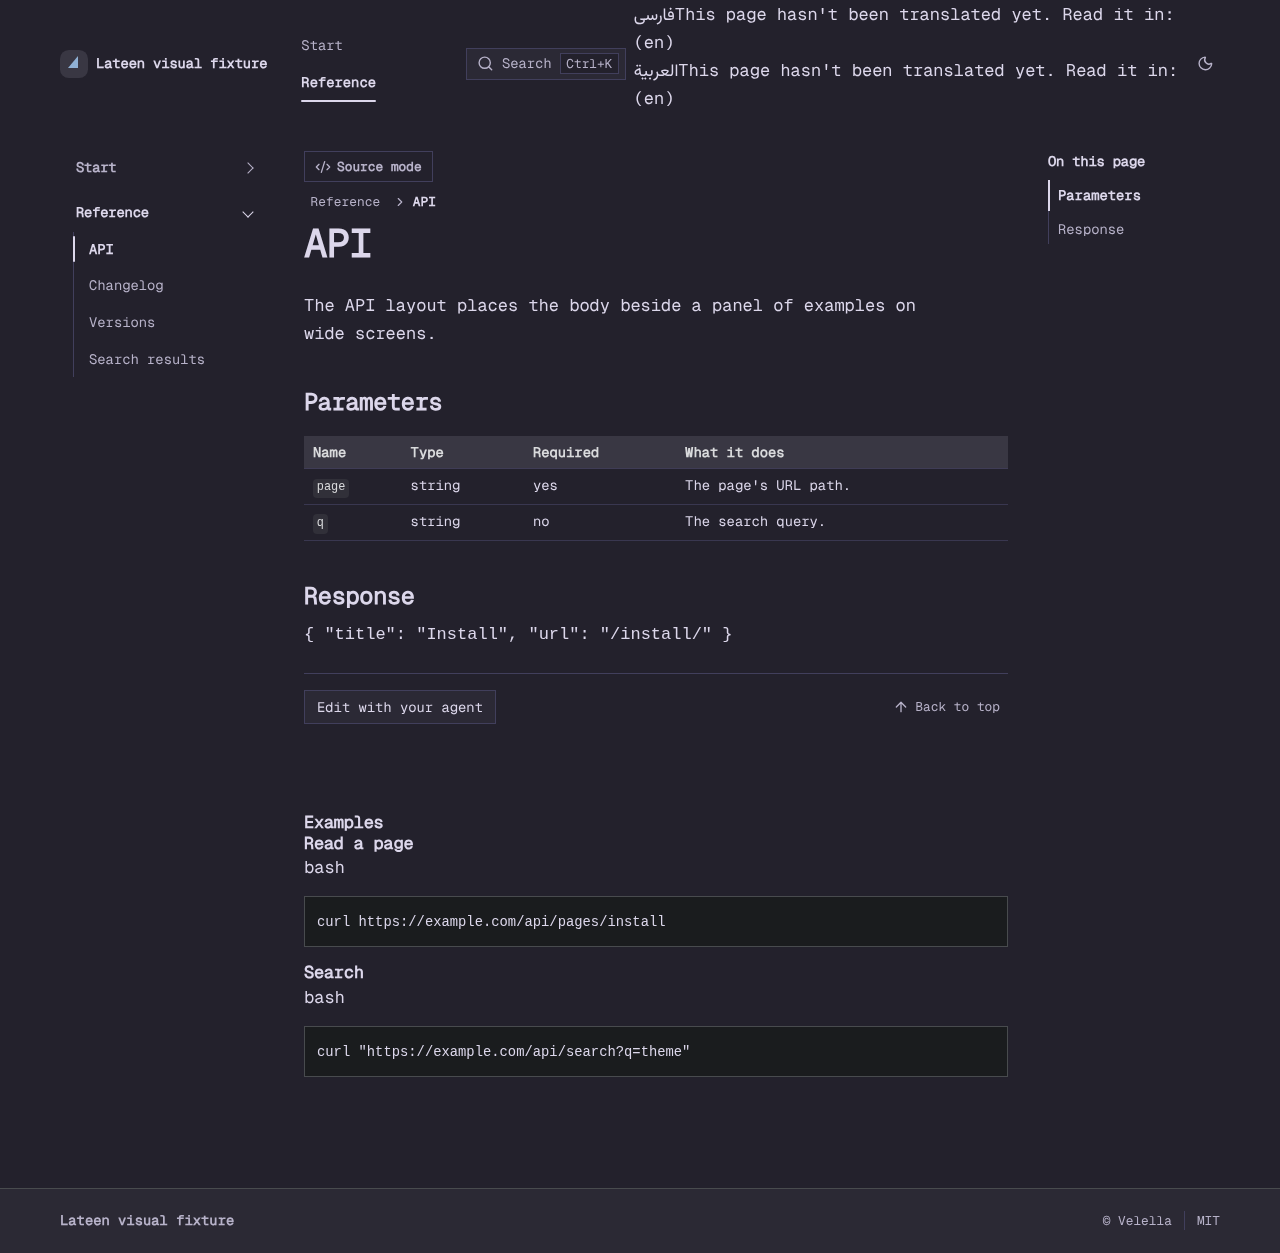 Lateen visual fixture
Start
Reference
Search Ctrl+K
فارسیThis page hasn't been translated yet. Read it in:
(en)
العربيةThis page hasn't been translated yet. Read it in:
(en)
Start
Reference
API
Changelog
Versions
Search results
Source mode
Reference > API
API
The API layout places the body beside a panel of examples on
wide screens.
Parameters
Name Type Required What it does
page string yes The page's URL path.
q string no The search query.
Response
{ "title": "Install", "url": "/install/" }
Edit with your agent
Back to top
Examples
Read a page
bash
curl https://example.com/api/pages/install
Search
bash
curl "https://example.com/api/search?q=theme"
On this page
Parameters
Response
Lateen visual fixture
© Velella
MIT